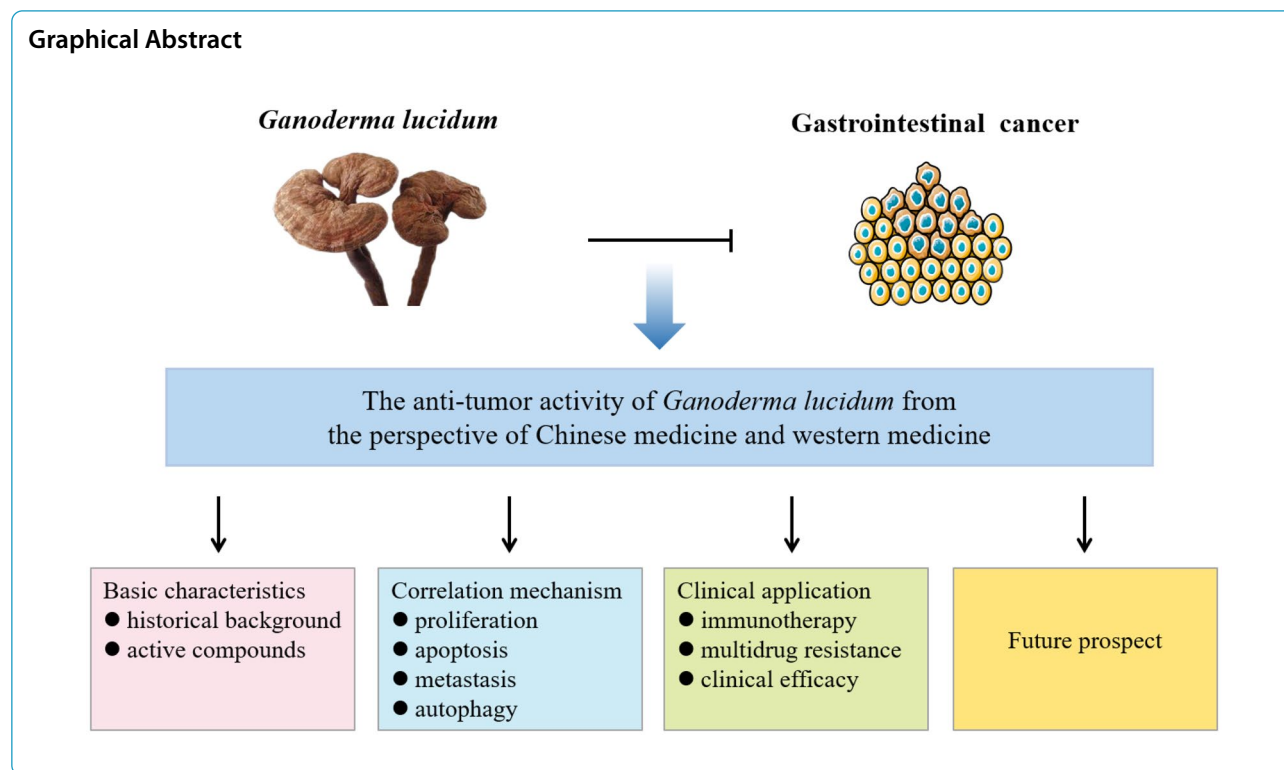 Graphical Abstract
Ganoderma lucidum
Gastrointestinal cancer
The anti-tumor activity of Ganoderma lucidum from
the perspective of Chinese medicine and western medicine
Basic characteristics
● historical background
● active compounds
Correlation mechanism
● proliferation
● apoptosis
● metastasis
● autophagy
Clinical application
● immunotherapy
● multidrug resistance
● clinical efficacy
Future prospect